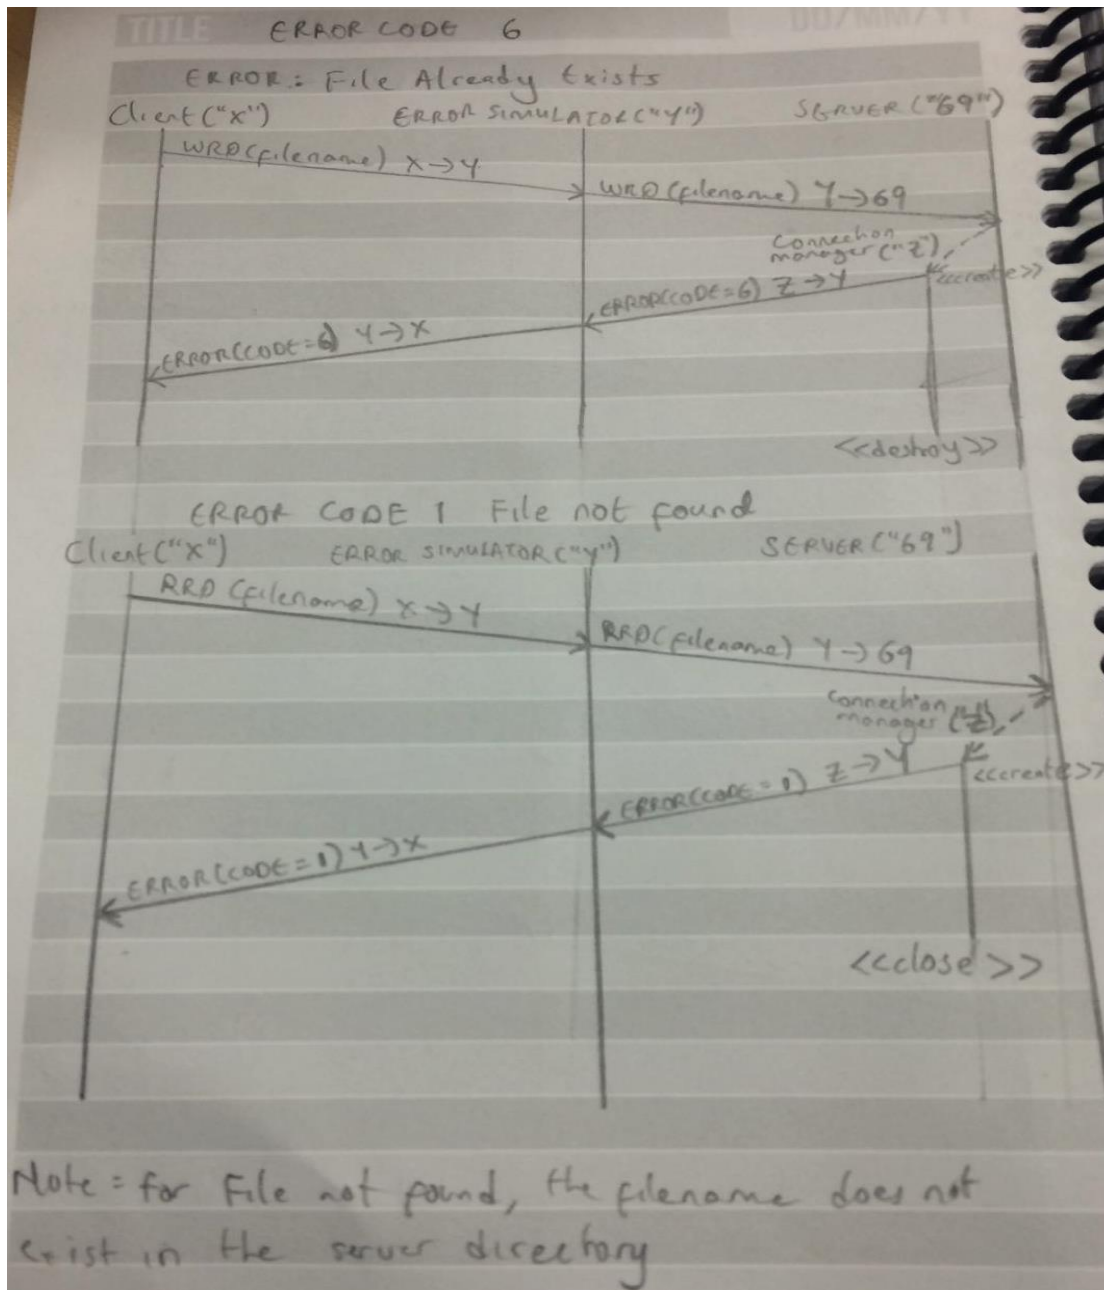 TITLE
DD/MM/YY
ERROR CODE 6
ERROR: File Already Exists
Client("X") ERROR SIMULATOR("Y") SERVER("69")
WRQ(filename) X→Y
WRQ(filename) Y→69
Connection
manager("Z")
<<create>>
ERROR(CODE=6) Z→Y
ERROR(CODE=6) Y→X
<<destroy>>
ERROR CODE 1 File not found
Client("X") ERROR SIMULATOR("Y") SERVER("69")
RRQ(filename) X→Y
RRQ(filename) Y→69
Connection
manager("Z")
<<create>>
ERROR(CODE=1) Z→Y
ERROR(CODE=1) Y→X
<<close>>
Note: for File not found, the filename does not
exist in the server directory